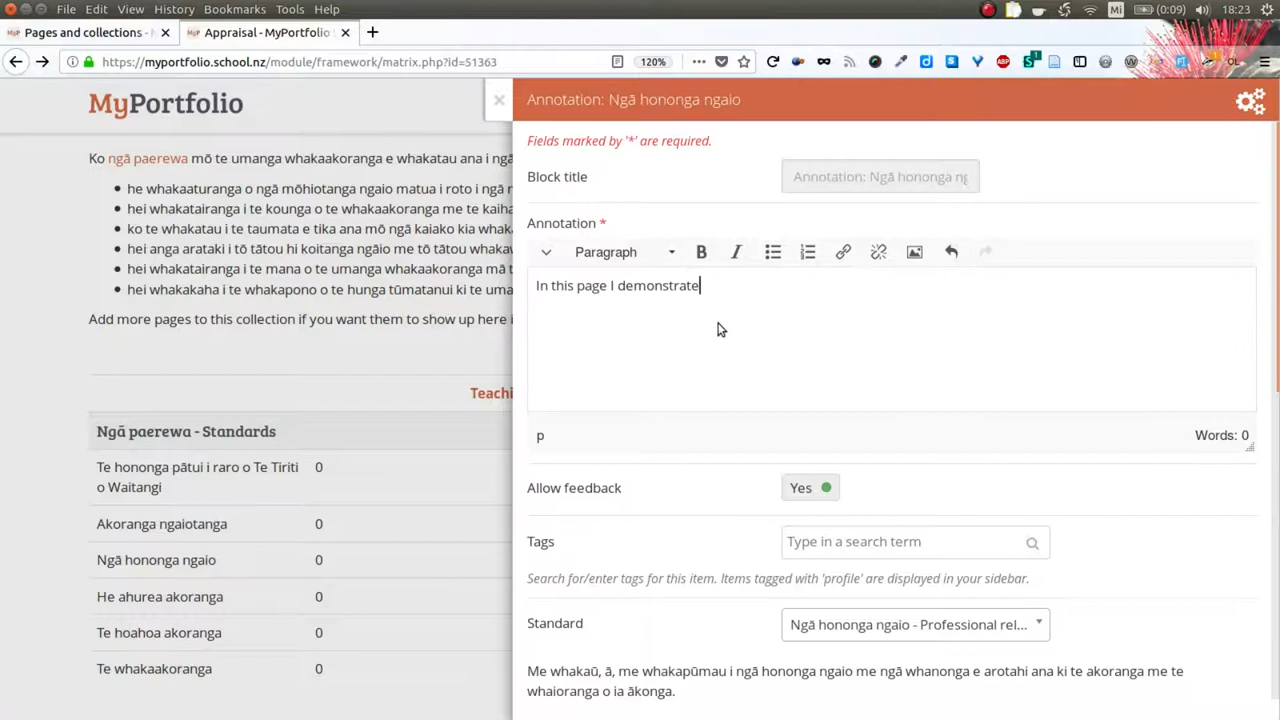 File Edit View History Bookmarks Tools Help
Mi
(0:09)
18:23
Pages and collections -
Appraisal - MyPortfolio
https://myportfolio.school.nz/module/framework/matrix.php?id=51363
120%
MyPortfolio
Ko ngā paerewa mō te umanga whakaakoranga e whakatau ana i ngā
he whakaaturanga o ngā mōhiotanga ngaio matua i roto i ngā
hei whakatairanga i te kounga o te whakaakoranga me te
ko te whakatau i te taumata e tika ana mō ngā kaiako kia
hei anga arataki i tō tātou hi koitanga ngāio me tō tātou
hei whakatairanga i te mana o te umanga whakaakoranga mā
hei whakakaha i te whakapono o te hunga tūmatanui ki te
Add more pages to this collection if you want them to show up here
Teachi
Ngā paerewa - Standards
Te hononga pātui i raro o Te Tiriti o Waitangi 0
Akoranga ngaiotanga 0
Ngā hononga ngaio 0
He ahurea akoranga 0
Te hoahoa akoranga 0
Te whakaakoranga 0
Annotation: Ngā hononga ngaio
Fields marked by '*' are required.
Block title
Annotation: Ngā hononga ng
Annotation *
Paragraph B I
In this page I demonstrate
p
Words: 0
Allow feedback
Yes
Tags
Type in a search term
Search for/enter tags for this item. Items tagged with 'profile' are displayed in your sidebar.
Standard
Ngā hononga ngaio - Professional rel...
Me whakaū, ā, me whakapūmau i ngā hononga ngaio me ngā whanonga e arotahi ana ki te akoranga me te
whaioranga o ia ākonga.